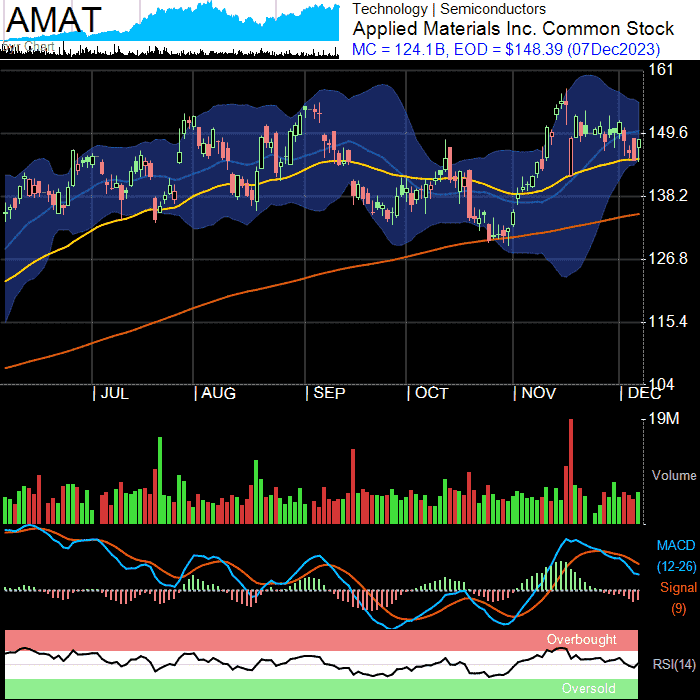 AMAT
Technology | Semiconductors
Applied Materials Inc. Common Stock
MC = 124.1B, EOD = $148.39 (07Dec2023)
Chart
161
149.6
138.2
126.8
115.4
104
| JUL | AUG | SEP | OCT | NOV | DEC
19M
Volume
MACD
(12-26)
Signal
(9)
Overbought
RSI(14)
Oversold